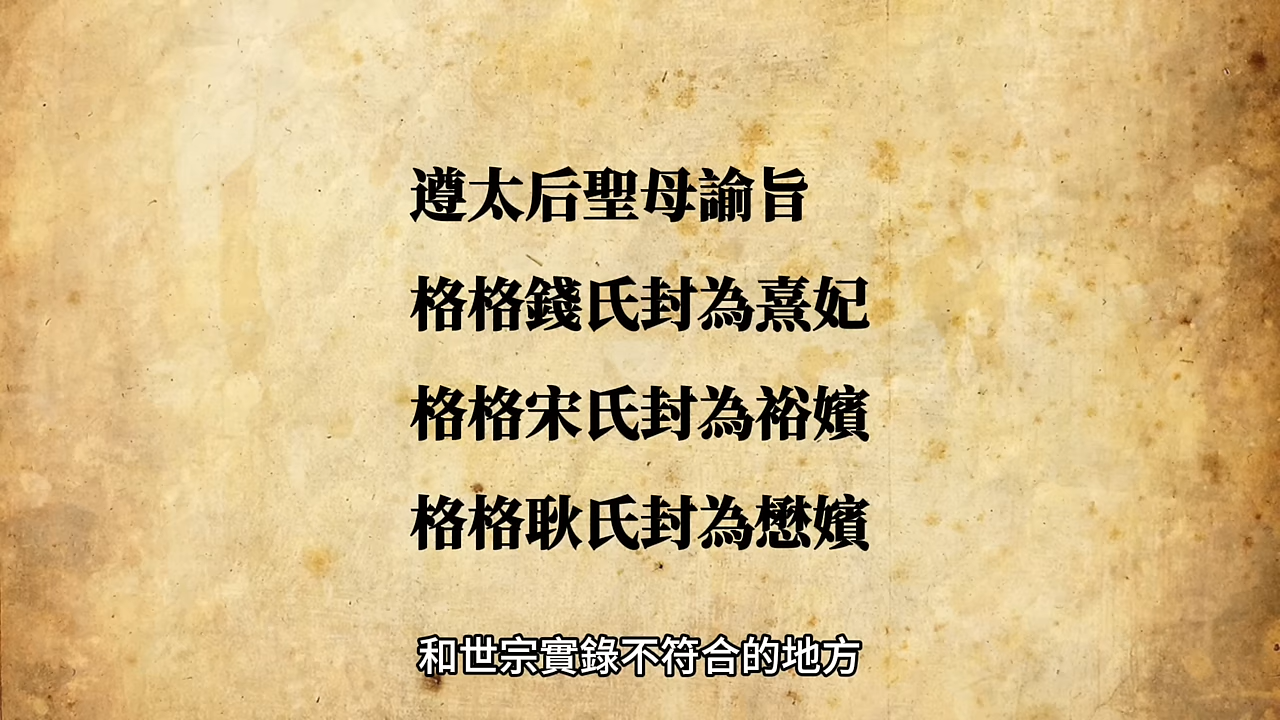 遵太后聖母諭旨
格格錢氏封為熹妃
格格宋氏封為裕嬪
格格耿氏封為懋嬪
和世宗實錄不符合的地方